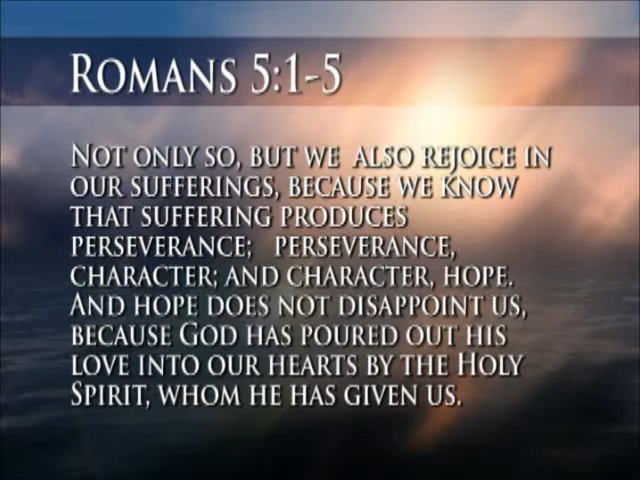 Romans 5:1-5
Not only so, but we also rejoice in
our sufferings, because we know
that suffering produces
perseverance; perseverance,
character; and character, hope.
And hope does not disappoint us,
because God has poured out his
love into our hearts by the Holy
Spirit, whom he has given us.